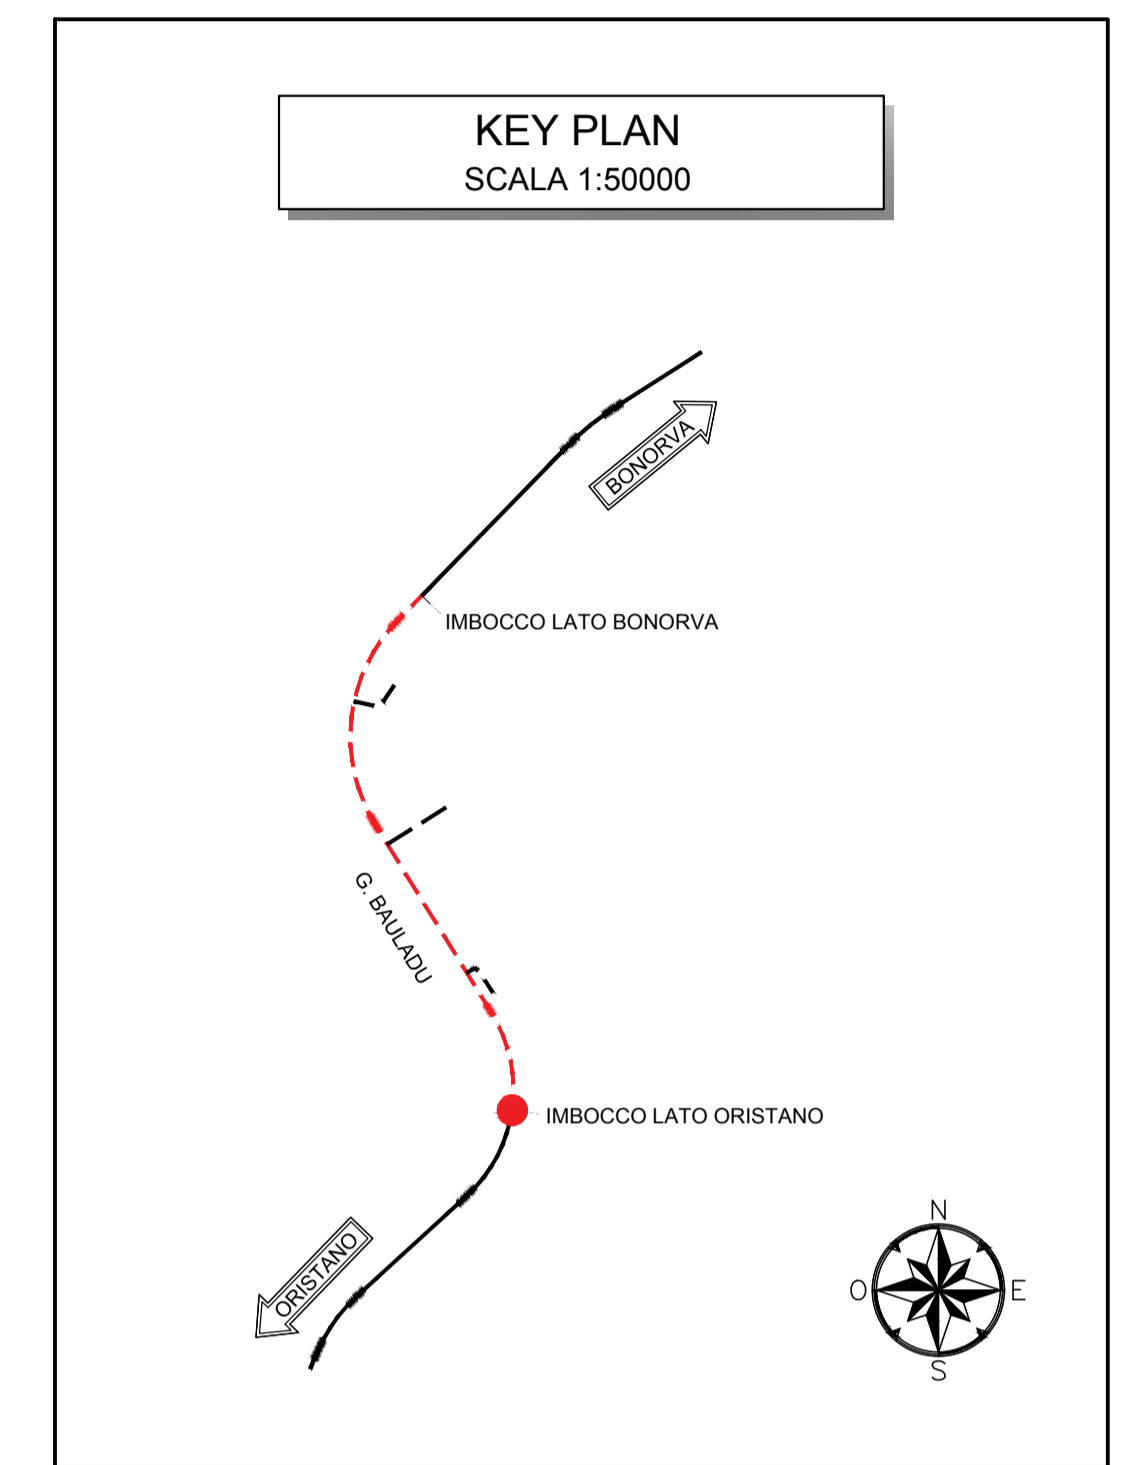 KEY PLAN
SCALA 1:50000
BONORVA
IMBOCCO LATO BONORVA
G. BAULADU
IMBOCCO LATO ORISTANO
ORISTANO
N
O
E
S